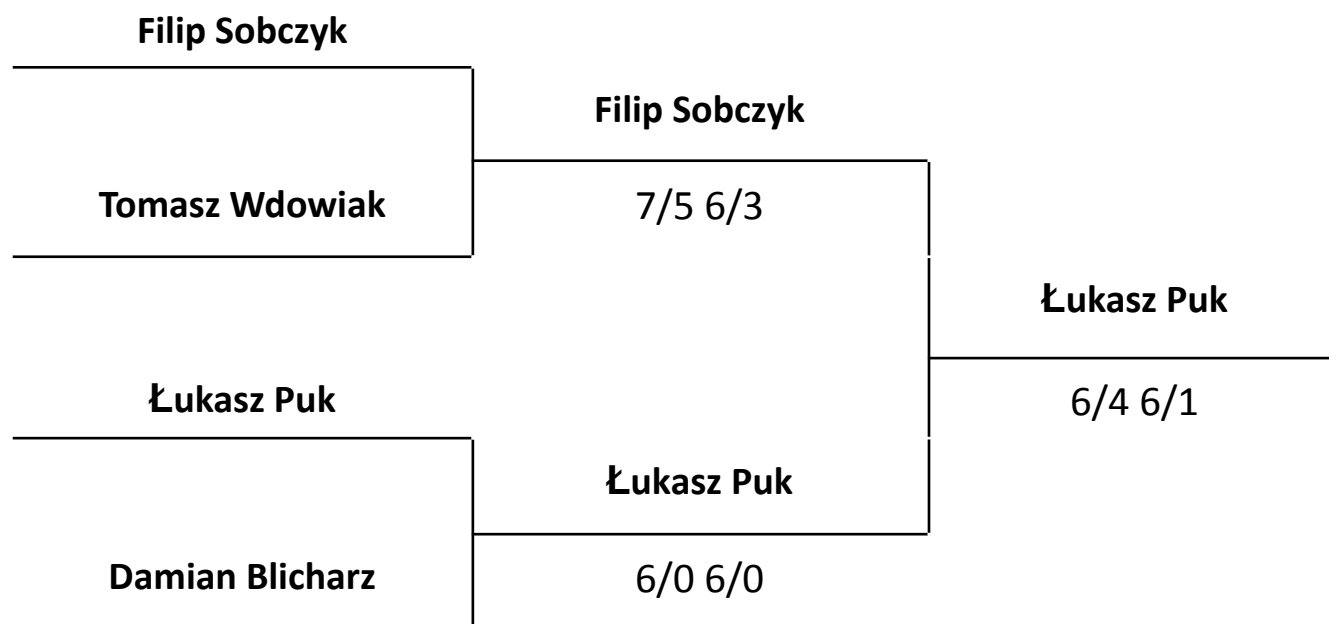 Filip Sobczyk
Filip Sobczyk
Tomasz Wdowiak
7/5 6/3
Łukasz Puk
Łukasz Puk
6/4 6/1
Łukasz Puk
Damian Blicharz
6/0 6/0